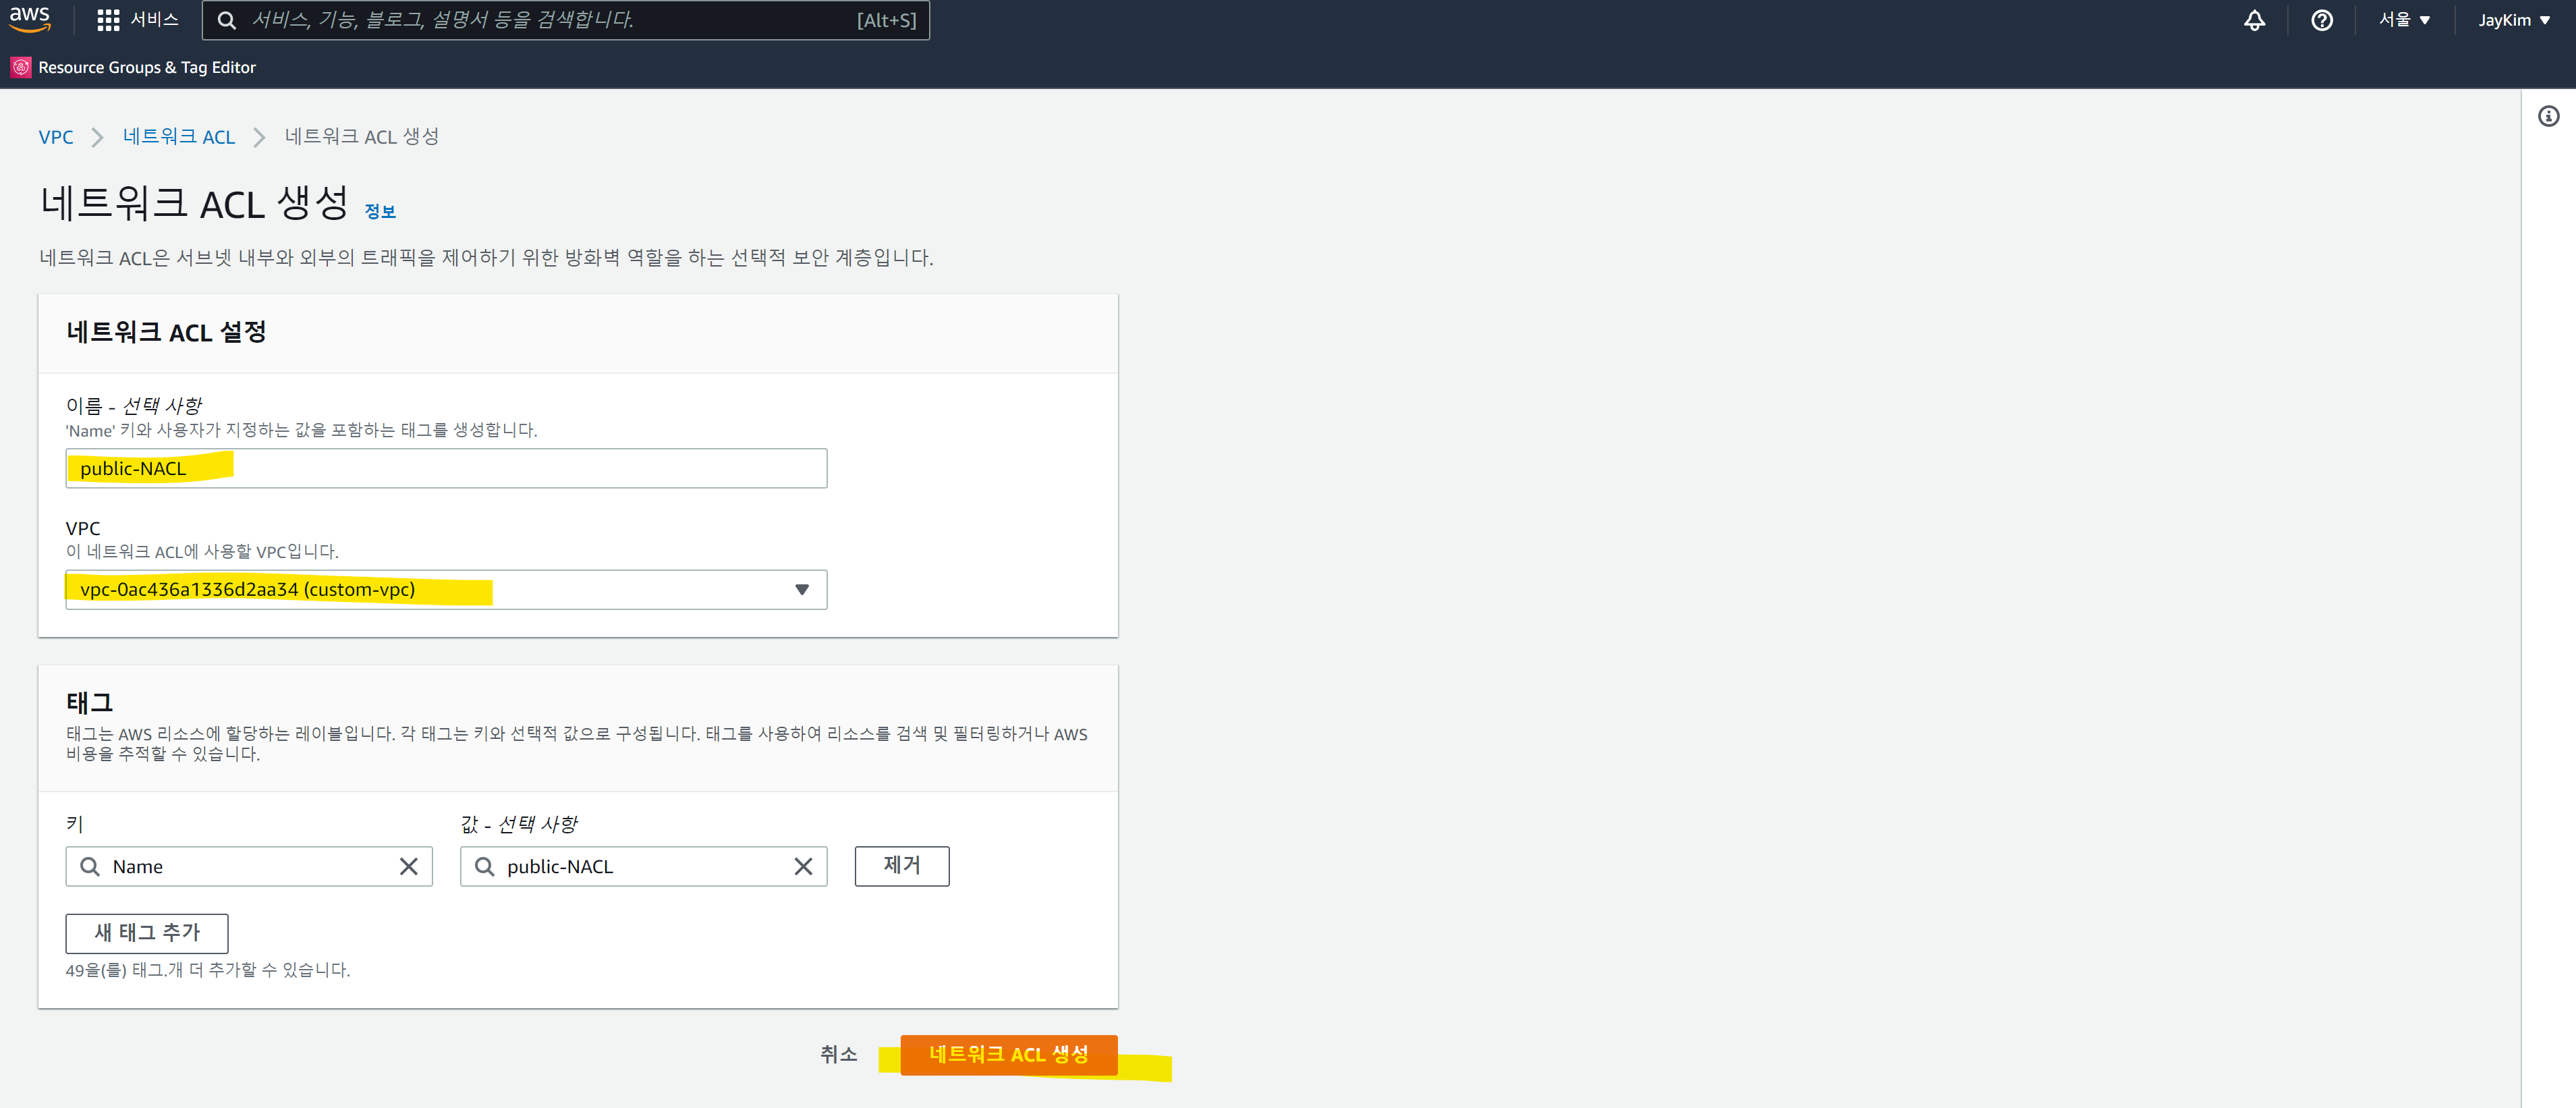 aws
서비스
서비스, 기능, 블로그, 설명서 등을 검색합니다.
[Alt+S]
서울
JayKim
Resource Groups & Tag Editor
VPC
네트워크 ACL
네트워크 ACL 생성
네트워크 ACL 생성 정보
네트워크 ACL은 서브넷 내부와 외부의 트래픽을 제어하기 위한 방화벽 역할을 하는 선택적 보안 계층입니다.
네트워크 ACL 설정
이름 - 선택 사항
'Name' 키와 사용자가 지정하는 값을 포함하는 태그를 생성합니다.
public-NACL
VPC
이 네트워크 ACL에 사용할 VPC입니다.
vpc-0ac436a1336d2aa34 (custom-vpc)
태그
태그는 AWS 리소스에 할당하는 레이블입니다. 각 태그는 키와 선택적 값으로 구성됩니다. 태그를 사용하여 리소스를 검색 및 필터링하거나 AWS
비용을 추적할 수 있습니다.
키
값 - 선택 사항
Name
public-NACL
제거
새 태그 추가
49을(를) 태그.개 더 추가할 수 있습니다.
취소
네트워크 ACL 생성